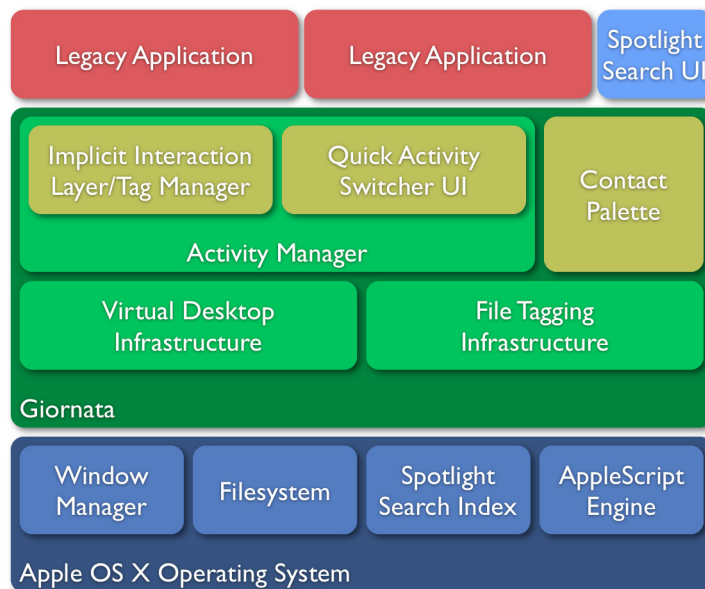 Legacy Application
Legacy Application
Spotlight
Search UI
Implicit Interaction
Layer/Tag Manager
Quick Activity
Switcher UI
Contact
Palette
Activity Manager
Virtual Desktop
Infrastructure
File Tagging
Infrastructure
Giornata
Window
Manager
Filesystem
Spotlight
Search Index
AppleScript
Engine
Apple OS X Operating System